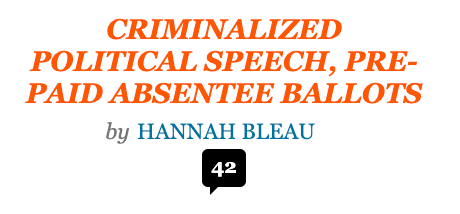 CRIMINALIZED
POLITICAL SPEECH, PRE-
PAID ABSENTEE BALLOTS
by HANNAH BLEAU
42